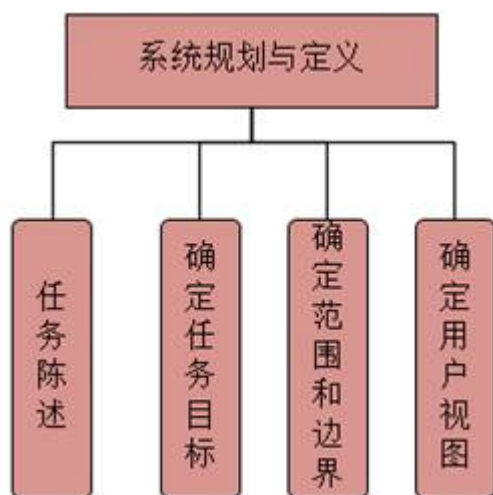 系统规划与定义
任务陈述
确定任务目标
确定范围和边界
确定用户视图